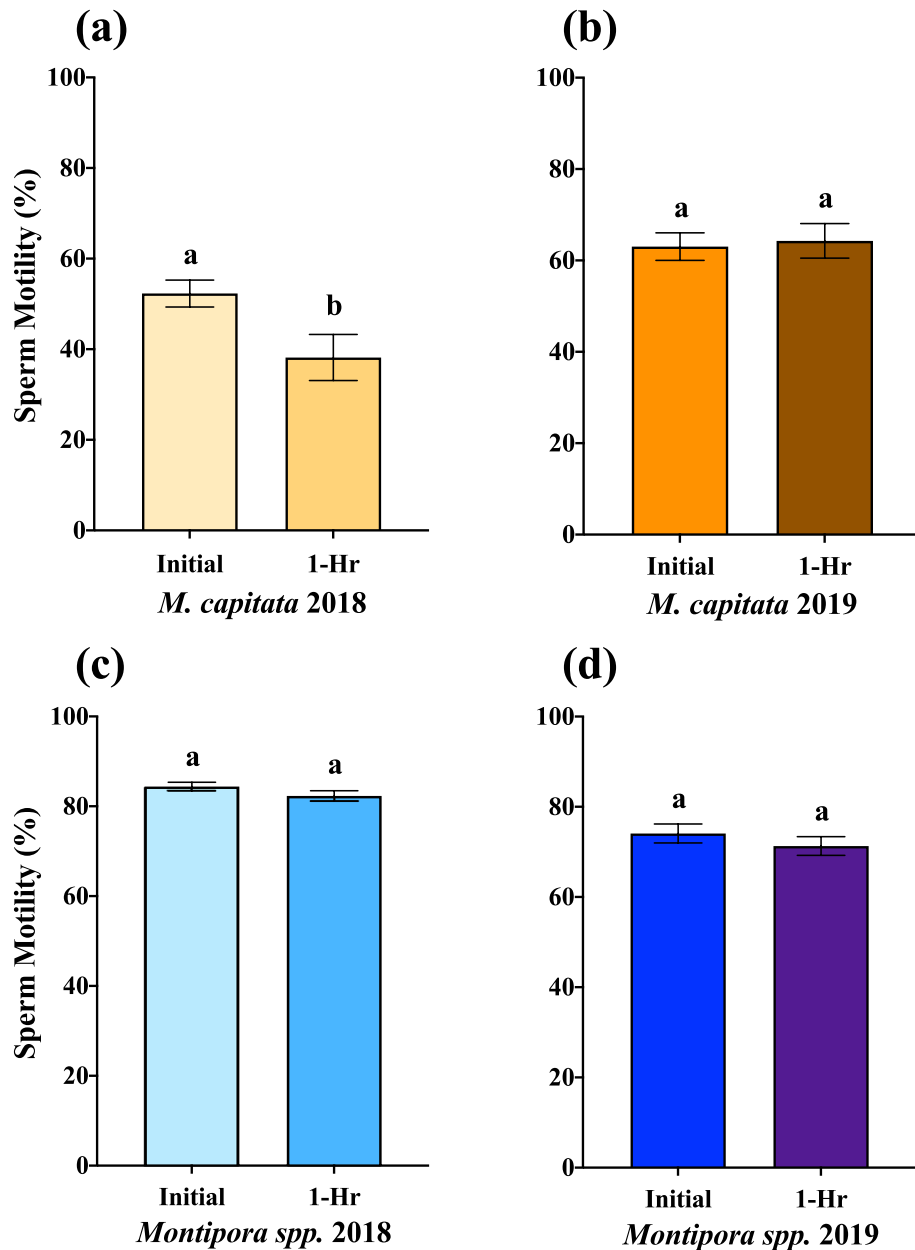 (a)
Sperm Motility (%)
100
80
60
40
20
0
a
b
Initial 1-Hr
M. capitata 2018
(b)
100
80
60
40
20
0
a
a
Initial 1-Hr
M. capitata 2019
(c)
Sperm Motility (%)
100
80
60
40
20
0
a
a
Initial 1-Hr
Montipora spp. 2018
(d)
100
80
60
40
20
0
a
a
Initial 1-Hr
Montipora spp. 2019